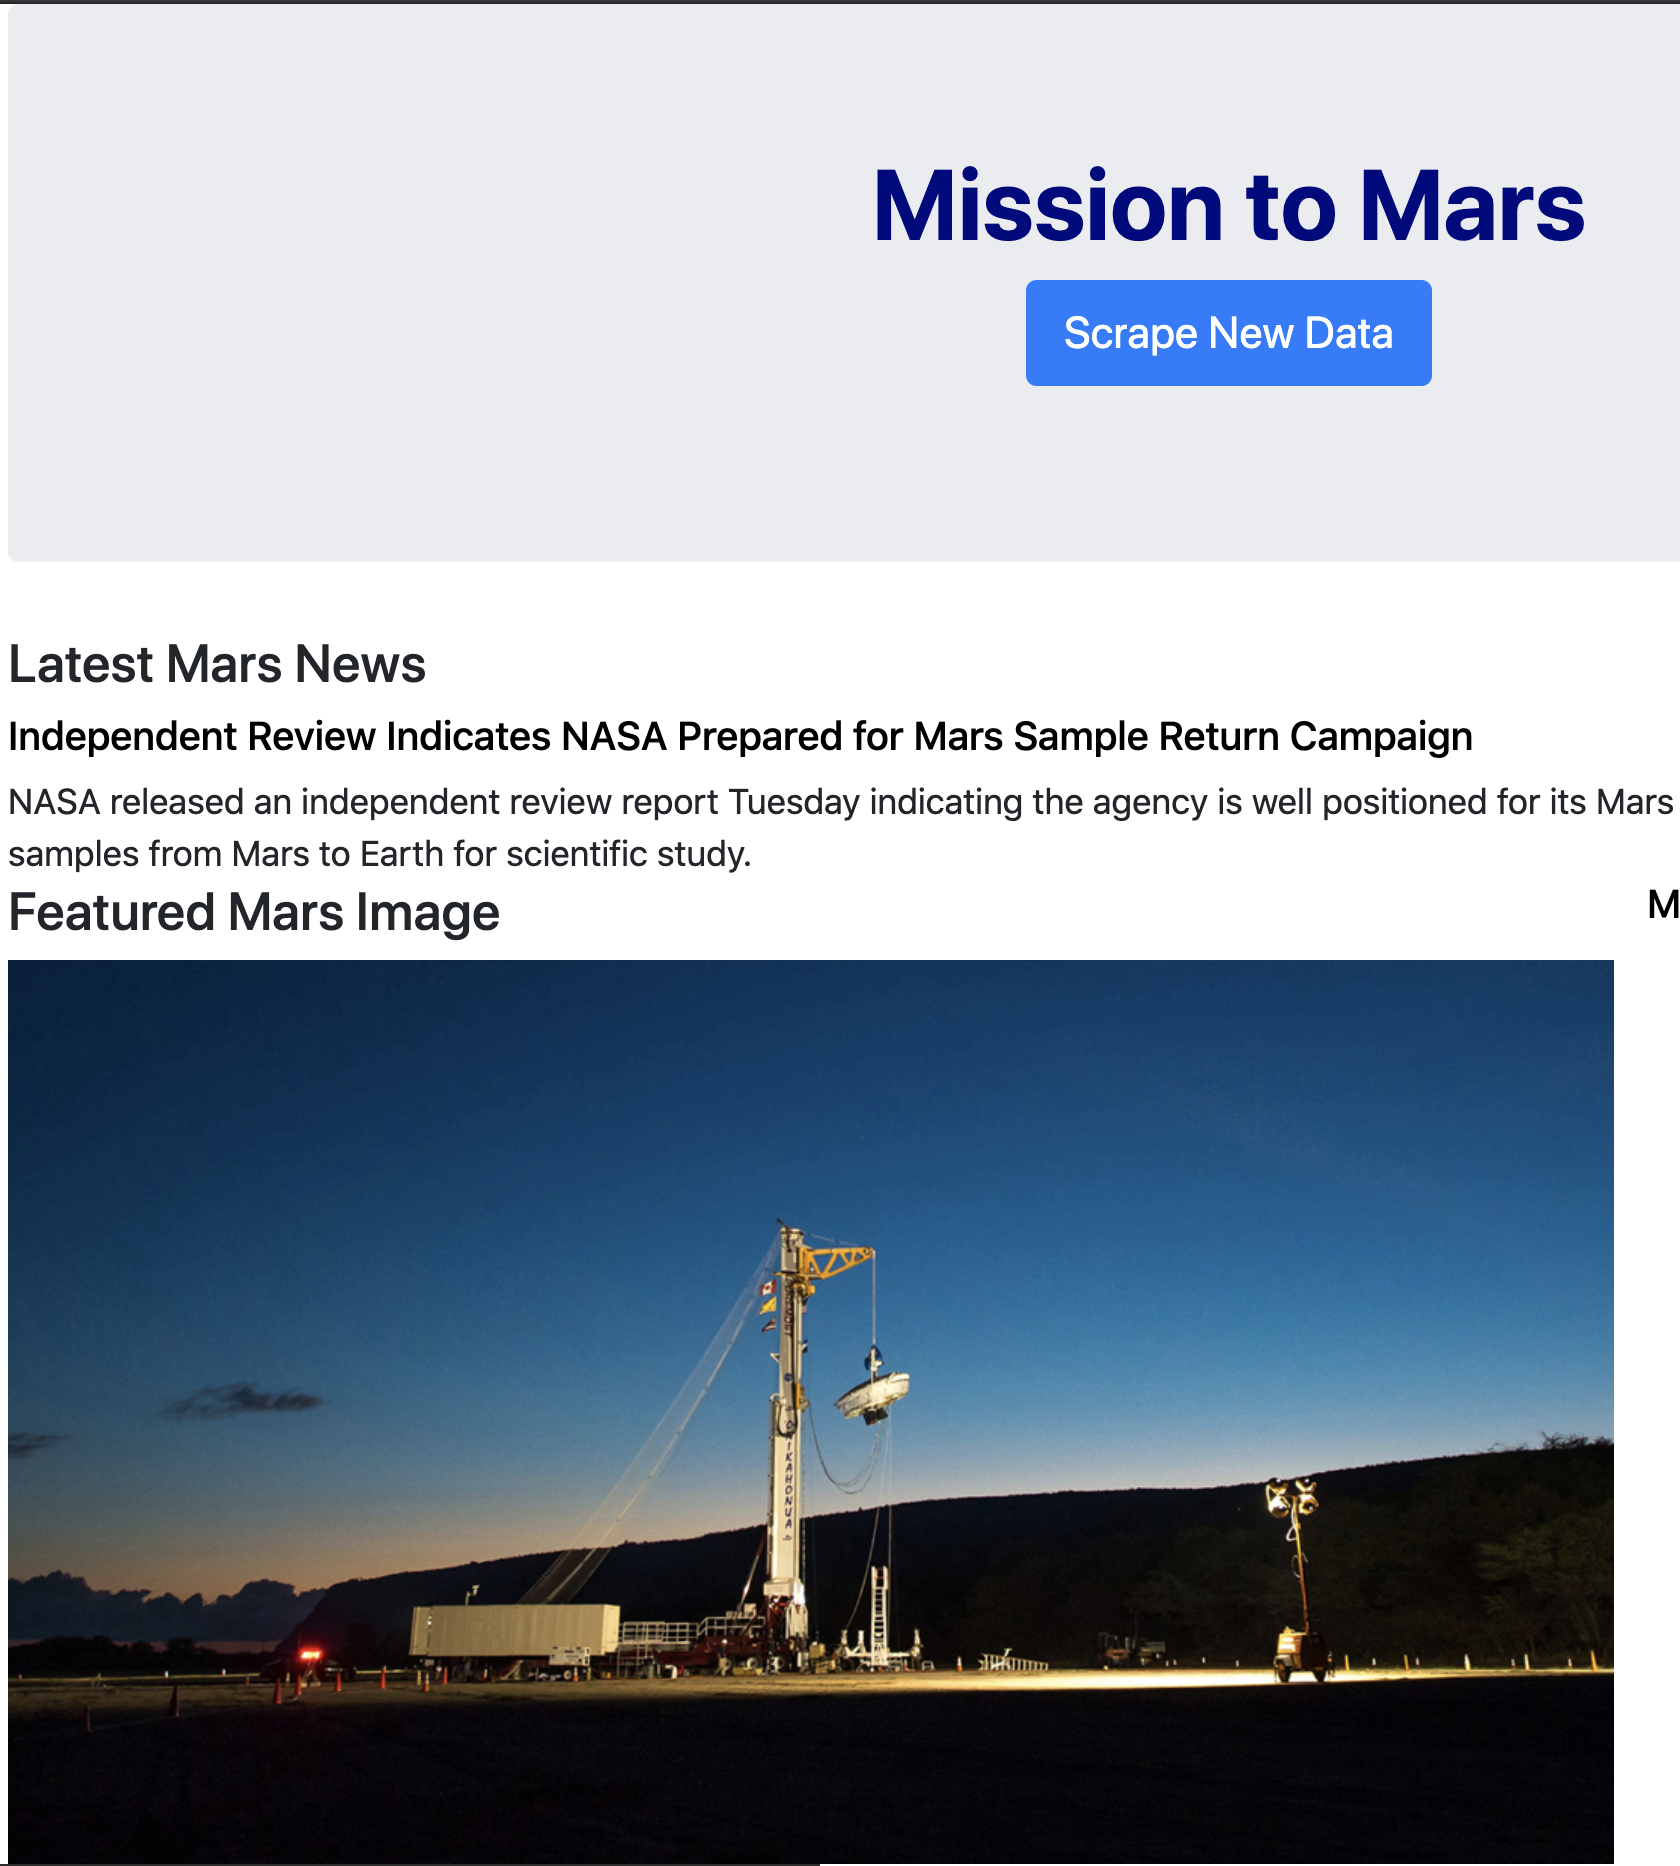 Mission to Mars
Scrape New Data
Latest Mars News
Independent Review Indicates NASA Prepared for Mars Sample Return Campaign
NASA released an independent review report Tuesday indicating the agency is well positioned for its Mars
samples from Mars to Earth for scientific study.
Featured Mars Image
M
KAHONUA